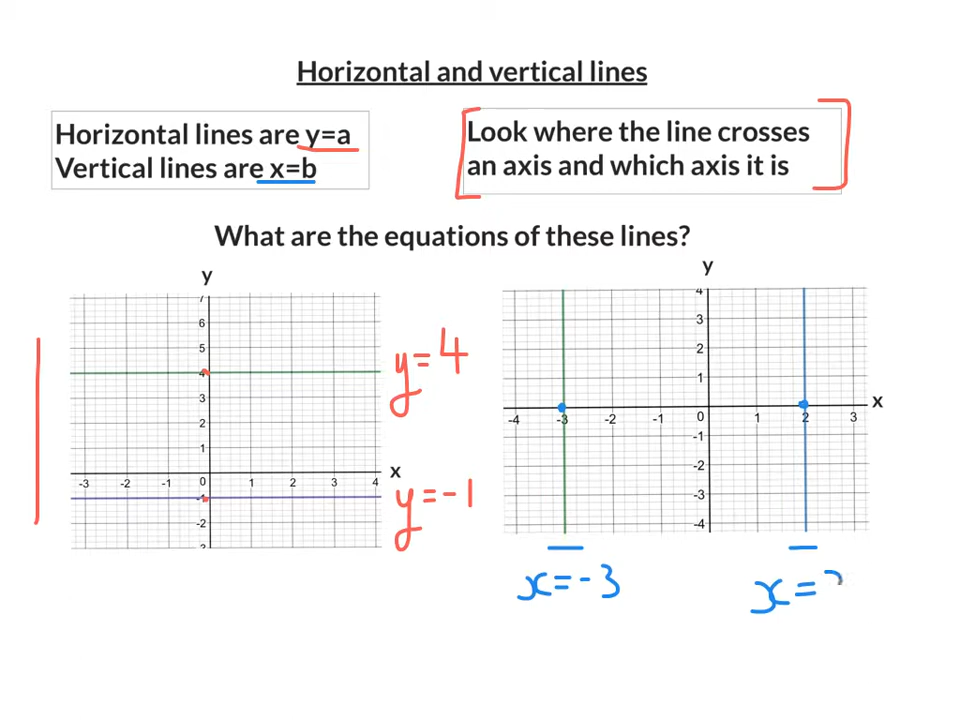 Horizontal and vertical lines
Horizontal lines are y=a
Vertical lines are x=b
Look where the line crosses
an axis and which axis it is
What are the equations of these lines?
y
7
6
5
4
3
2
1
0
-1
-2
-3 -2 -1 1 2 3 4
x
y=4
y=-1
y
4
3
2
1
0
-1
-2
-3
-4
-4 -3 -2 -1 1 2 3
x
x=-3
x=